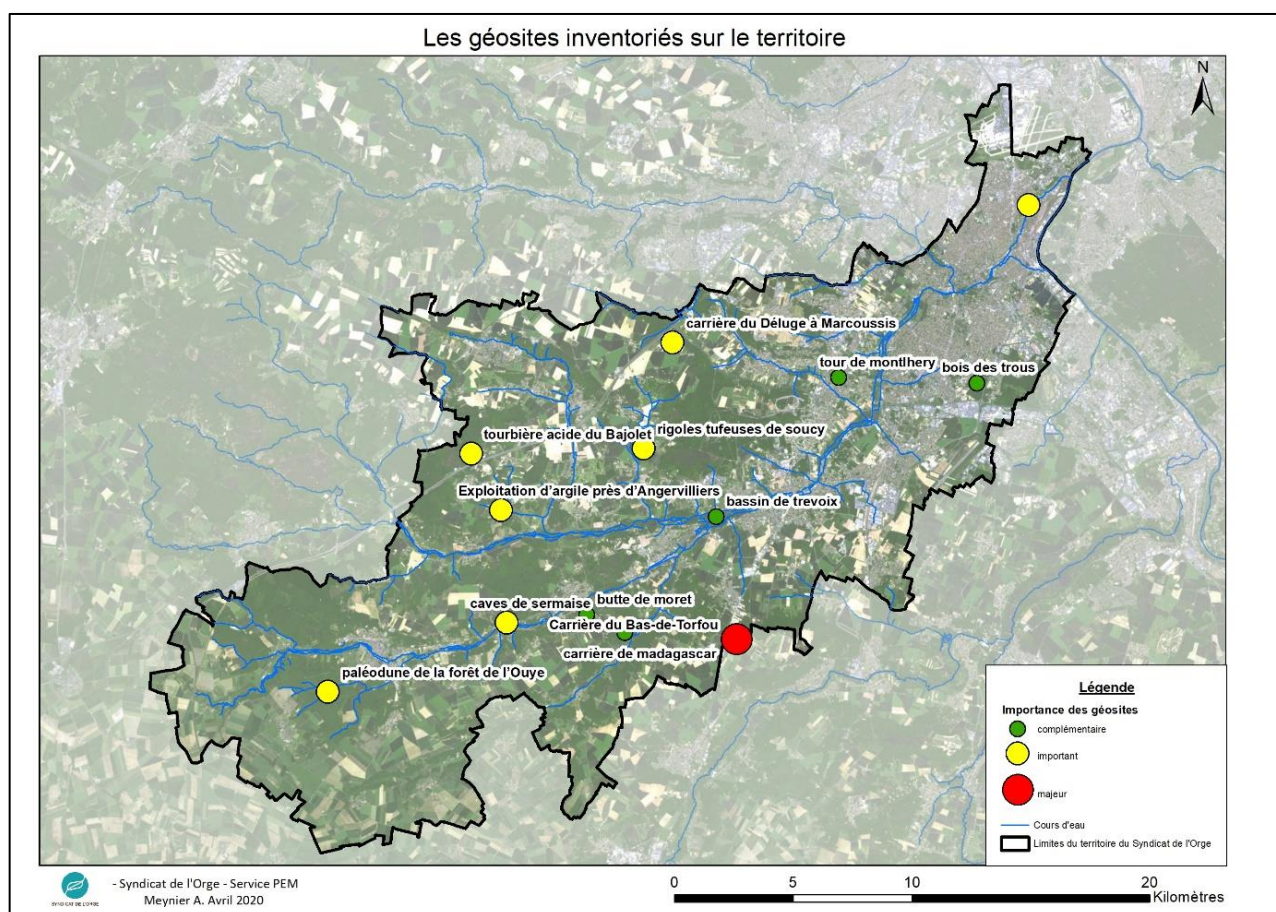 Les géosites inventoriés sur le territoire
N
carrière du Déluge à Marcoussis
tour de montlhery
bois des trous
tourbière acide du Bajolet
rigoles tufeuses de soucy
Exploitation d'argile près d'Angervilliers
bassin de trevoix
caves de sermaise
butte de moret
Carrière du Bas-de-Torfou
carrière de madagascar
paléodune de la forêt de l'Ouye
Légende
Importance des géosites
complémentaire
important
majeur
Cours d'eau
Limites du territoire du Syndicat de l'Orge
SYNDICAT DE L'ORGE
- Syndicat de l'Orge - Service PEM
Meynier A. Avril 2020
0 5 10 20
Kilomètres